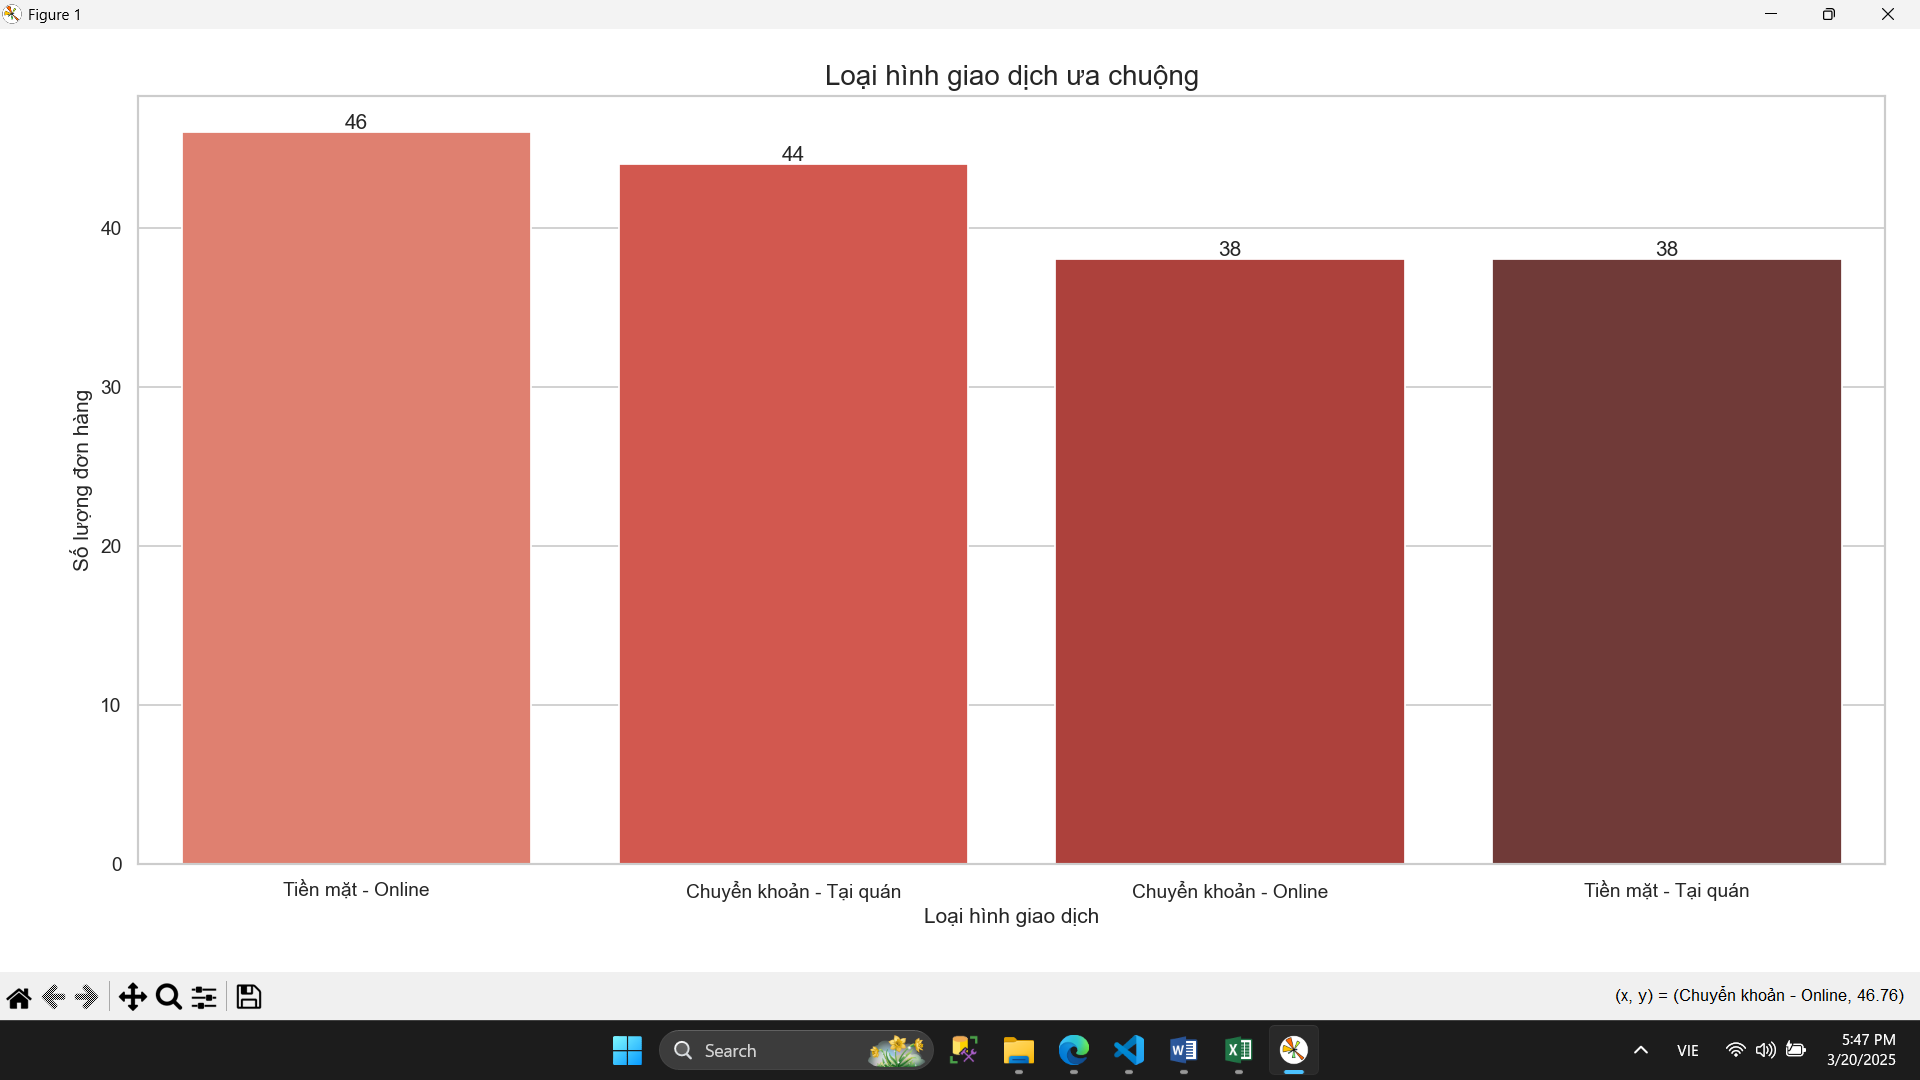 Figure 1
Loại hình giao dịch ưa chuộng
46
44
38
38
40
30
20
10
0
Số lượng đơn hàng
Tiền mặt - Online
Chuyển khoản - Tại quán
Chuyển khoản - Online
Tiền mặt - Tại quán
Loại hình giao dịch
(x, y) = (Chuyển khoản - Online, 46.76)
Search
VIE
5:47 PM
3/20/2025